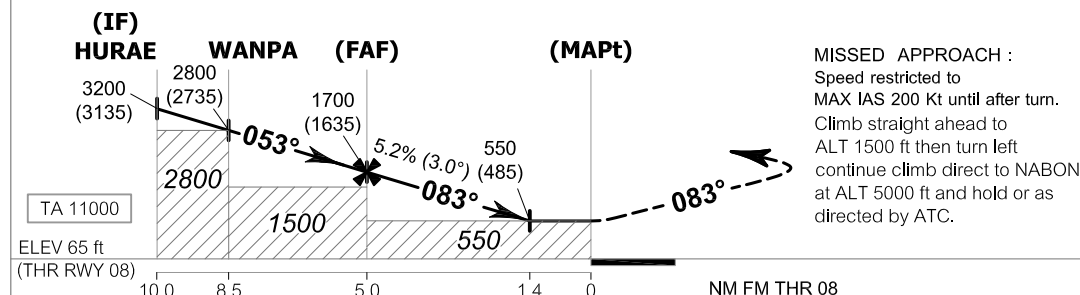 (IF)
HURAE WANPA (FAF) (MAPt)
3200
(3135)
2800
(2735)
1700
(1635)
550
(485)
053°
5.2% (3.0°)
083°
083°
2800
1500
550
TA 11000
ELEV 65 ft
(THR RWY 08)
10.0 8.5 5.0 1.4 0 NM FM THR 08
MISSED APPROACH :
Speed restricted to
MAX IAS 200 Kt until after turn.
Climb straight ahead to
ALT 1500 ft then turn left
continue climb direct to NABON
at ALT 5000 ft and hold or as
directed by ATC.